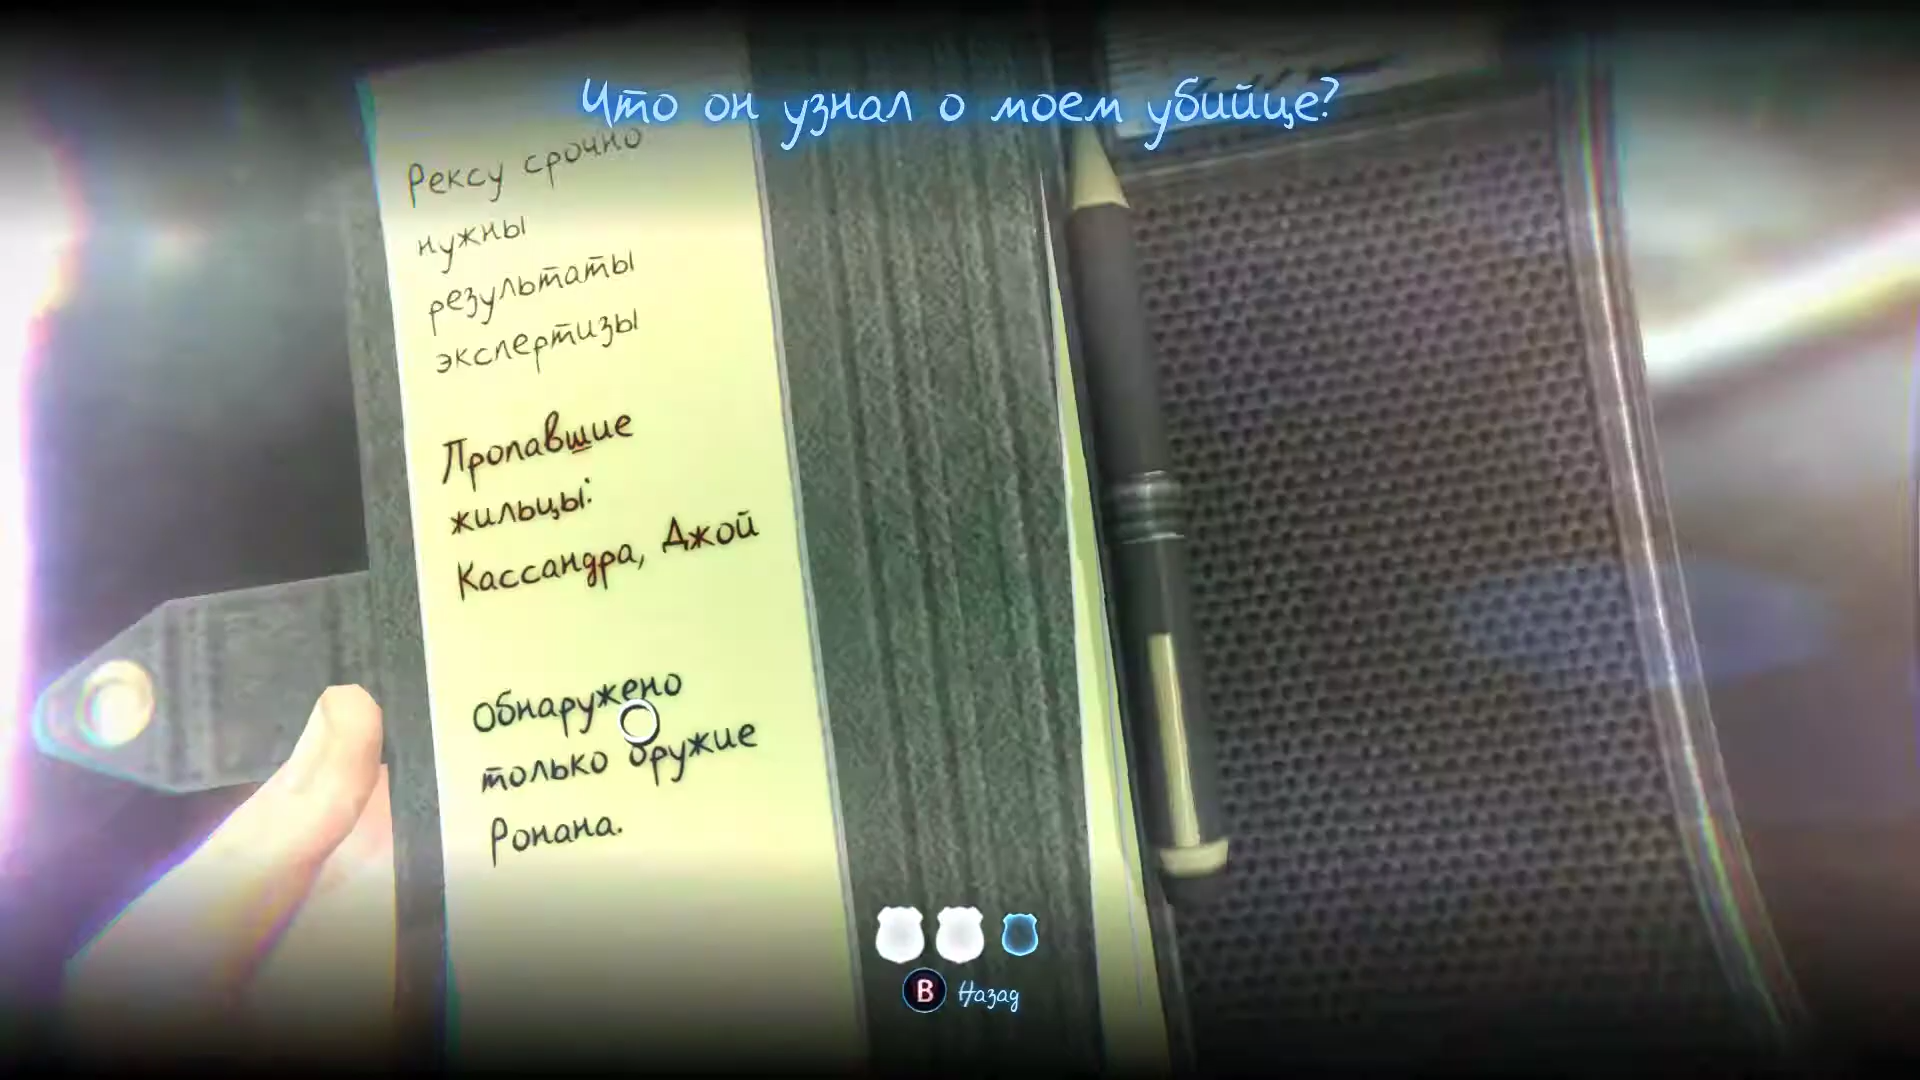 Что он узнал о моем убийце?
Рексу срочно
нужны
результаты
экспертизы
Пропавшие
жильцы:
Кассандра, Джой
Обнаружено
только оружие
Ронана.
B Назад